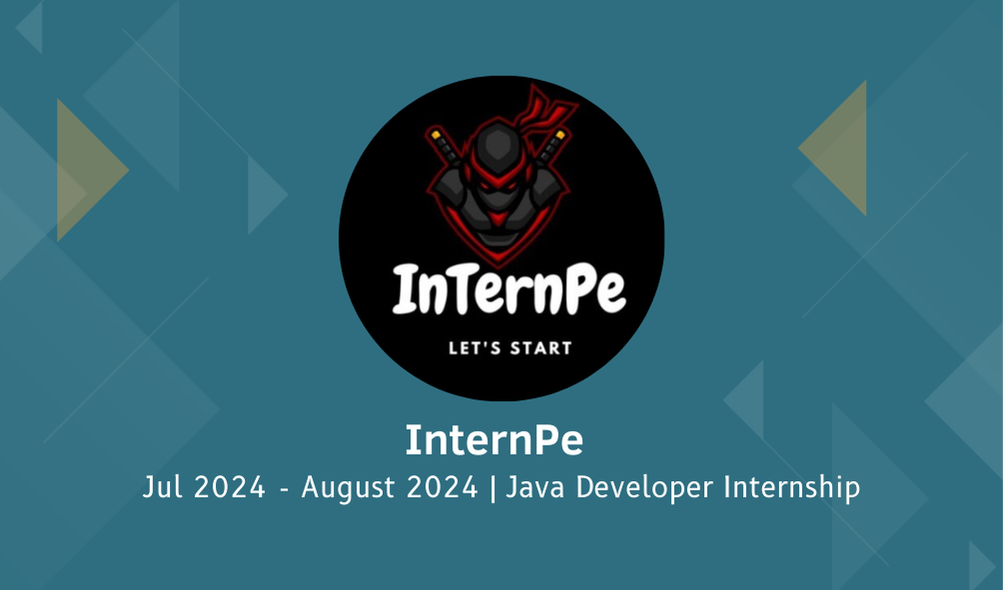 InTernPe
LET'S START
InternPe
Jul 2024 - August 2024 | Java Developer Internship